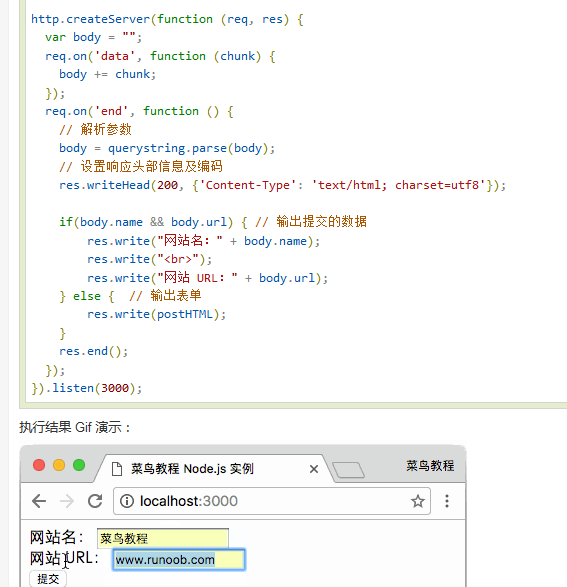 http.createServer(function (req, res) {
  var body = "";
  req.on('data', function (chunk) {
    body += chunk;
  });
  req.on('end', function () {
    // 解析参数
    body = querystring.parse(body);
    // 设置响应头部信息及编码
    res.writeHead(200, {'Content-Type': 'text/html; charset=utf8'});
    if(body.name && body.url) { // 输出提交的数据
        res.write("网站名：" + body.name);
        res.write("<br>");
        res.write("网站 URL：" + body.url);
    } else {  // 输出表单
        res.write(postHTML);
    }
    res.end();
  });
}).listen(3000);
执行结果 Gif 演示：
菜鸟教程 Node.js 实例 菜鸟教程
localhost:3000
网站名： 菜鸟教程
网站 URL： www.runoob.com
提交